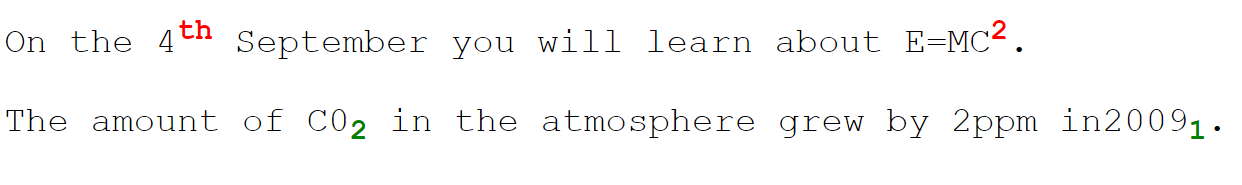 On the 4th September you will learn about E=MC².
The amount of C0₂ in the atmosphere grew by 2ppm in2009₁.